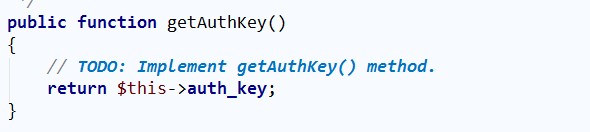 */
public function getAuthKey()
{
    // TODO: Implement getAuthKey() method.
    return $this->auth_key;
}